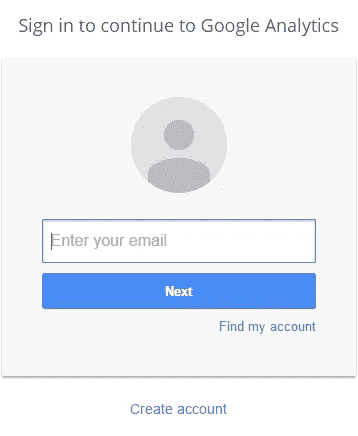 Sign in to continue to Google Analytics
Enter your email
Next
Find my account
Create account